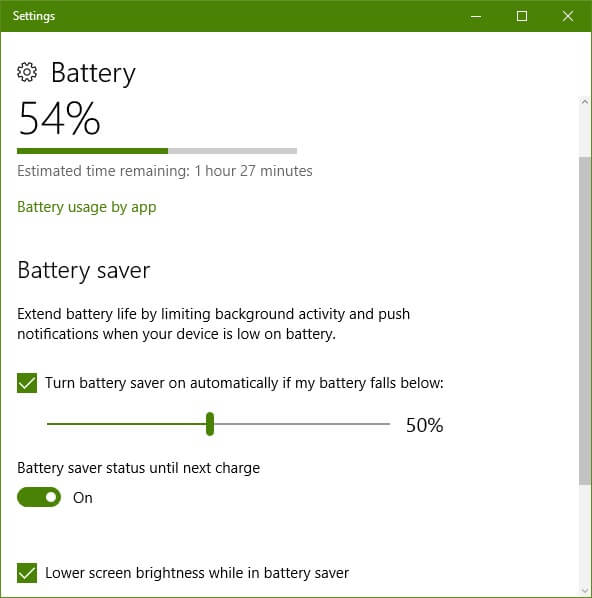 Settings
Battery
54%
Estimated time remaining: 1 hour 27 minutes
Battery usage by app
Battery saver
Extend battery life by limiting background activity and push
notifications when your device is low on battery.
Turn battery saver on automatically if my battery falls below:
50%
Battery saver status until next charge
On
Lower screen brightness while in battery saver